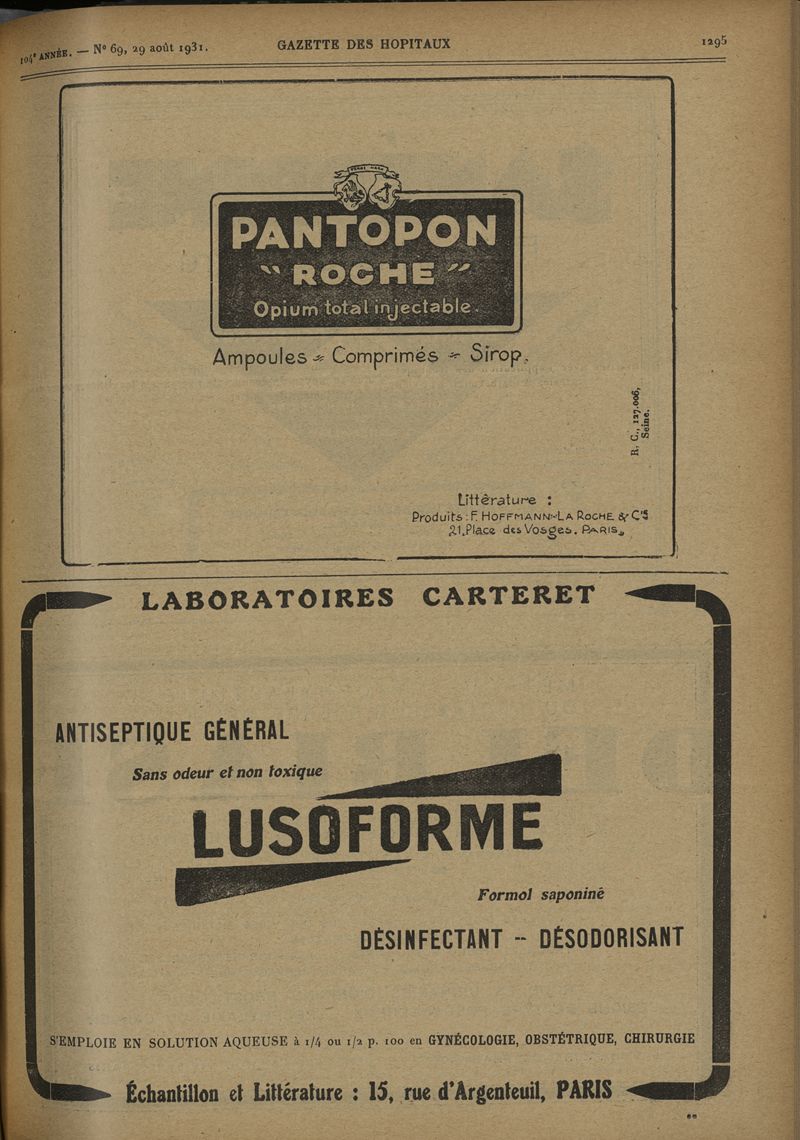 104e ANNÉE. — No 69, 29 août 1931. GAZETTE DES HOPITAUX 1295
PANTOPON
"ROCHE"
Opium total injectable.
Ampoules - Comprimés - Sirop.
R. C., 127.006,
Seine.
Littérature :
Produits : F. HOFFMANN-LA ROCHE & Cie
21, Place des Vosges. PARIS
LABORATOIRES CARTERET
ANTISEPTIQUE GÉNÉRAL
Sans odeur et non toxique
LUSOFORME
Formol saponiné
DÉSINFECTANT -- DÉSODORISANT
S'EMPLOIE EN SOLUTION AQUEUSE à 1/4 ou 1/2 p. 100 en GYNÉCOLOGIE, OBSTÉTRIQUE, CHIRURGIE
Échantillon et Littérature : 15, rue d'Argenteuil, PARIS